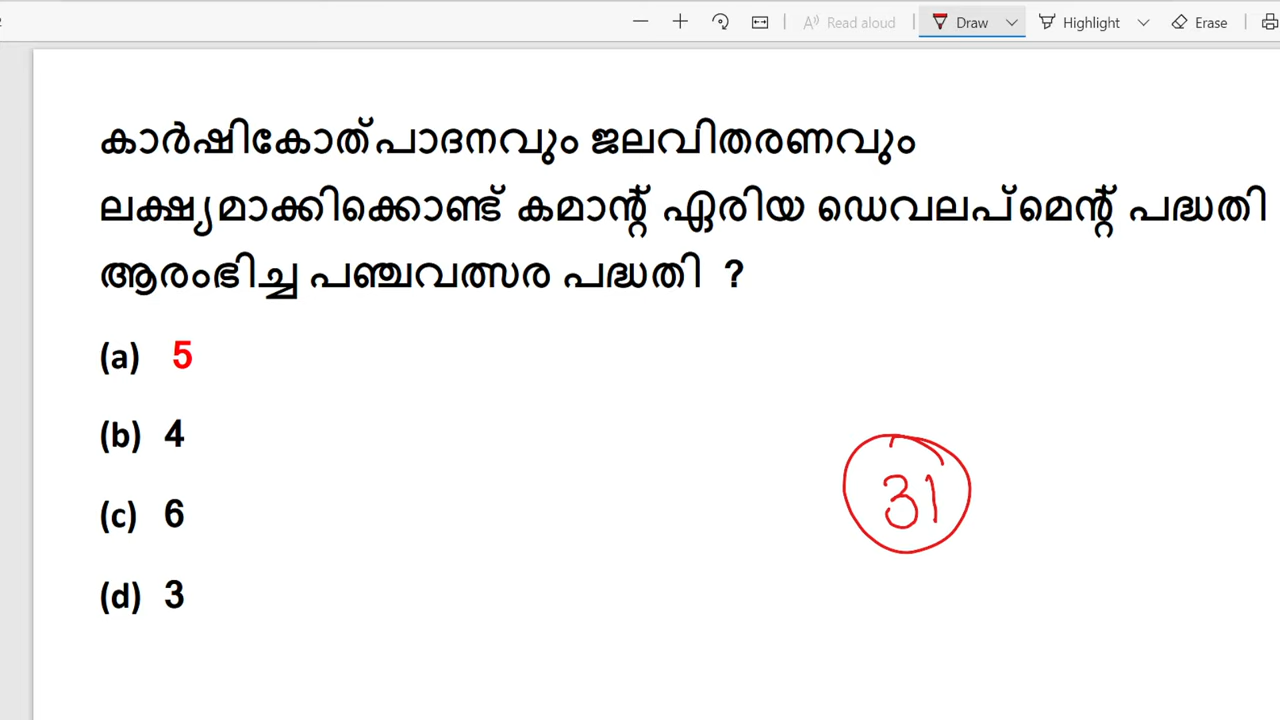 Read aloud
Draw
Highlight
Erase
കാർഷികോത്പാദനവും ജലവിതരണവും
ലക്ഷ്യമാക്കിക്കൊണ്ട് കമാന്റ് ഏരിയ ഡെവലപ്മെന്റ് പദ്ധതി
ആരംഭിച്ച പഞ്ചവത്സര പദ്ധതി ?
(a) 5
(b) 4
(c) 6
(d) 3
31